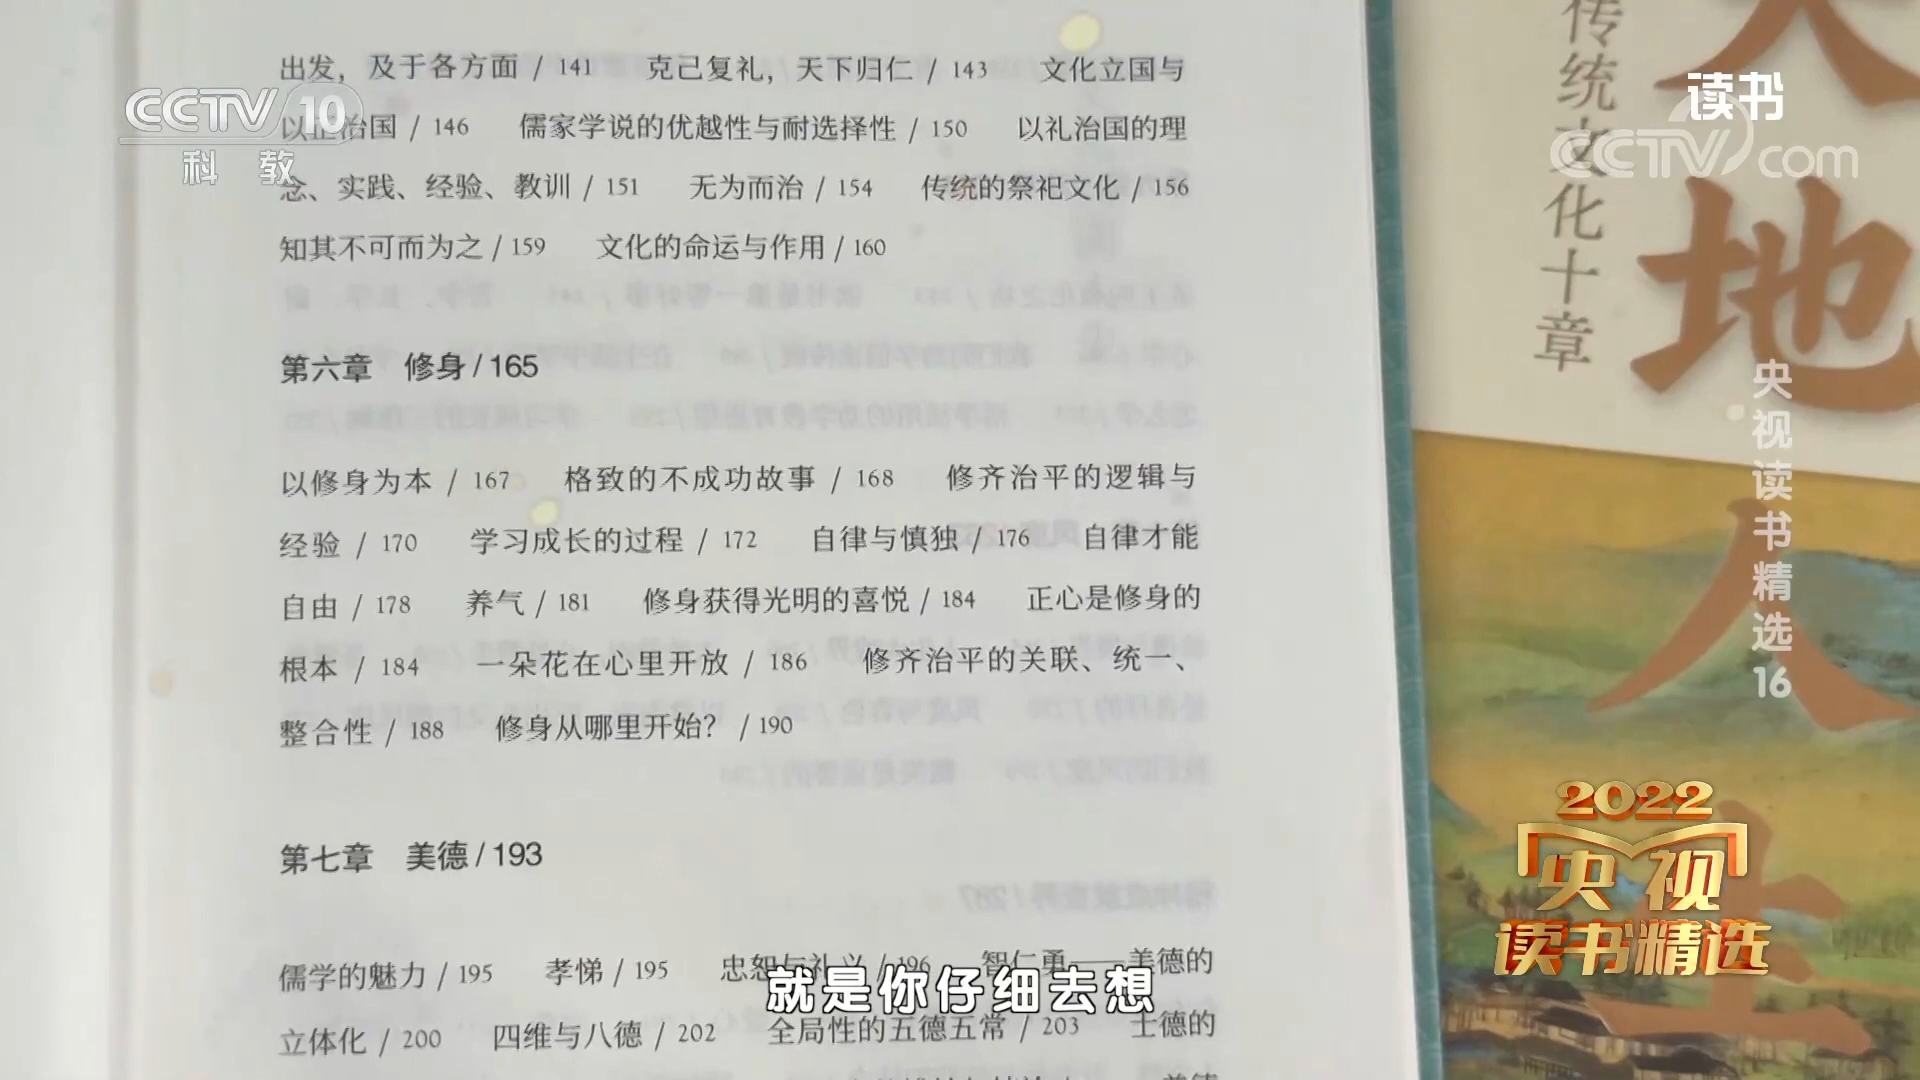 出发，及于各方面 / 141 克己复礼，天下归仁 / 143 文化立国与
以正治国 / 146 儒家学说的优越性与耐选择性 / 150 以礼治国的理
念、实践、经验、教训 / 151 无为而治 / 154 传统的祭祀文化 / 156
知其不可而为之 / 159 文化的命运与作用 / 160
第六章 修身 / 165
以修身为本 / 167 格致的不成功故事 / 168 修齐治平的逻辑与
经验 / 170 学习成长的过程 / 172 自律与慎独 / 176 自律才能
自由 / 178 养气 / 181 修身获得光明的喜悦 / 184 正心是修身的
根本 / 184 一朵花在心里开放 / 186 修齐治平的关联、统一、
整合性 / 188 修身从哪里开始？ / 190
第七章 美德 / 193
儒学的魅力 / 195 孝悌 / 195 忠恕与礼义 / 196 智仁勇——美德的
立体化 / 200 四维与八德 / 202 全局性的五德五常 / 203 士德的
CCTV 10
科 教
传统文化十章
天地人
读书
CCTV com
央视读书精选 16
2022
央视
读书精选
就是你仔细去想